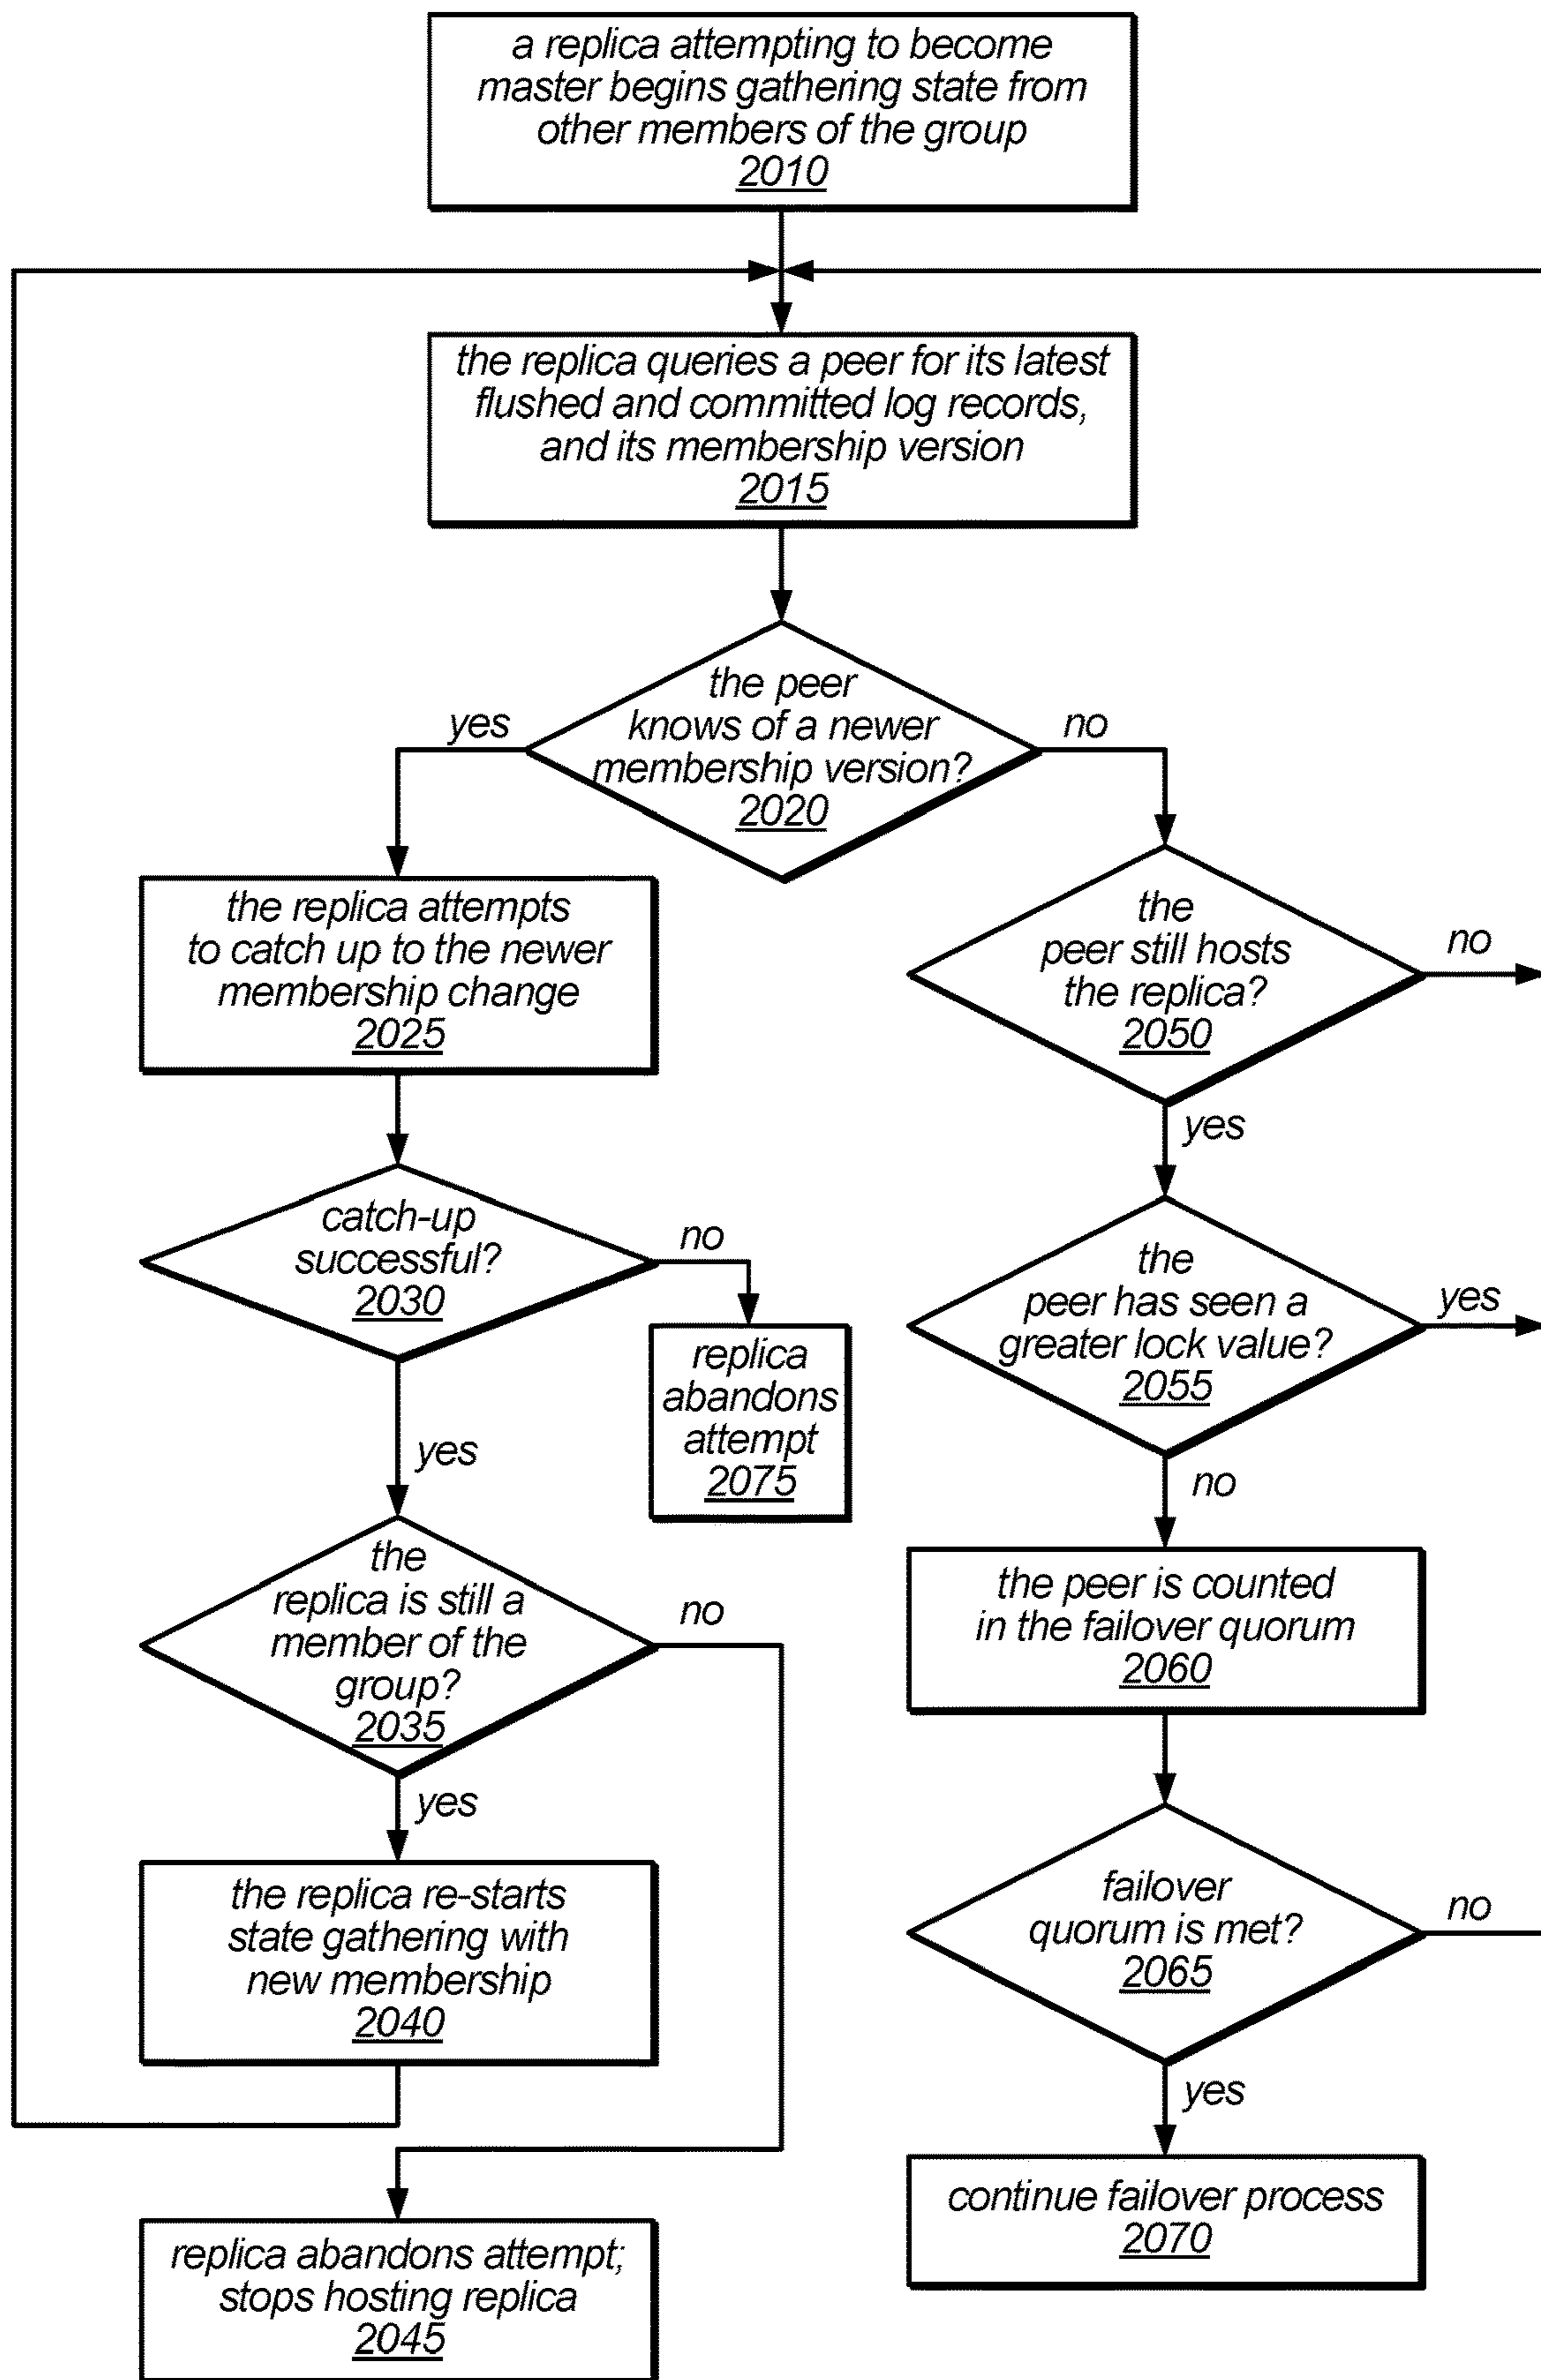 a replica attempting to become
master begins gathering state from
other members of the group
2010
the replica queries a peer for its latest
flushed and committed log records,
and its membership version
2015
the peer
knows of a newer
membership version?
2020
yes
no
the replica attempts
to catch up to the newer
membership change
2025
the
peer still hosts
the replica?
2050
no
yes
catch-up
successful?
2030
no
yes
replica
abandons
attempt
2075
the
peer has seen a
greater lock value?
2055
yes
no
the
replica is still a
member of the
group?
2035
no
yes
the peer is counted
in the failover quorum
2060
the replica re-starts
state gathering with
new membership
2040
failover
quorum is met?
2065
no
yes
replica abandons attempt;
stops hosting replica
2045
continue failover process
2070